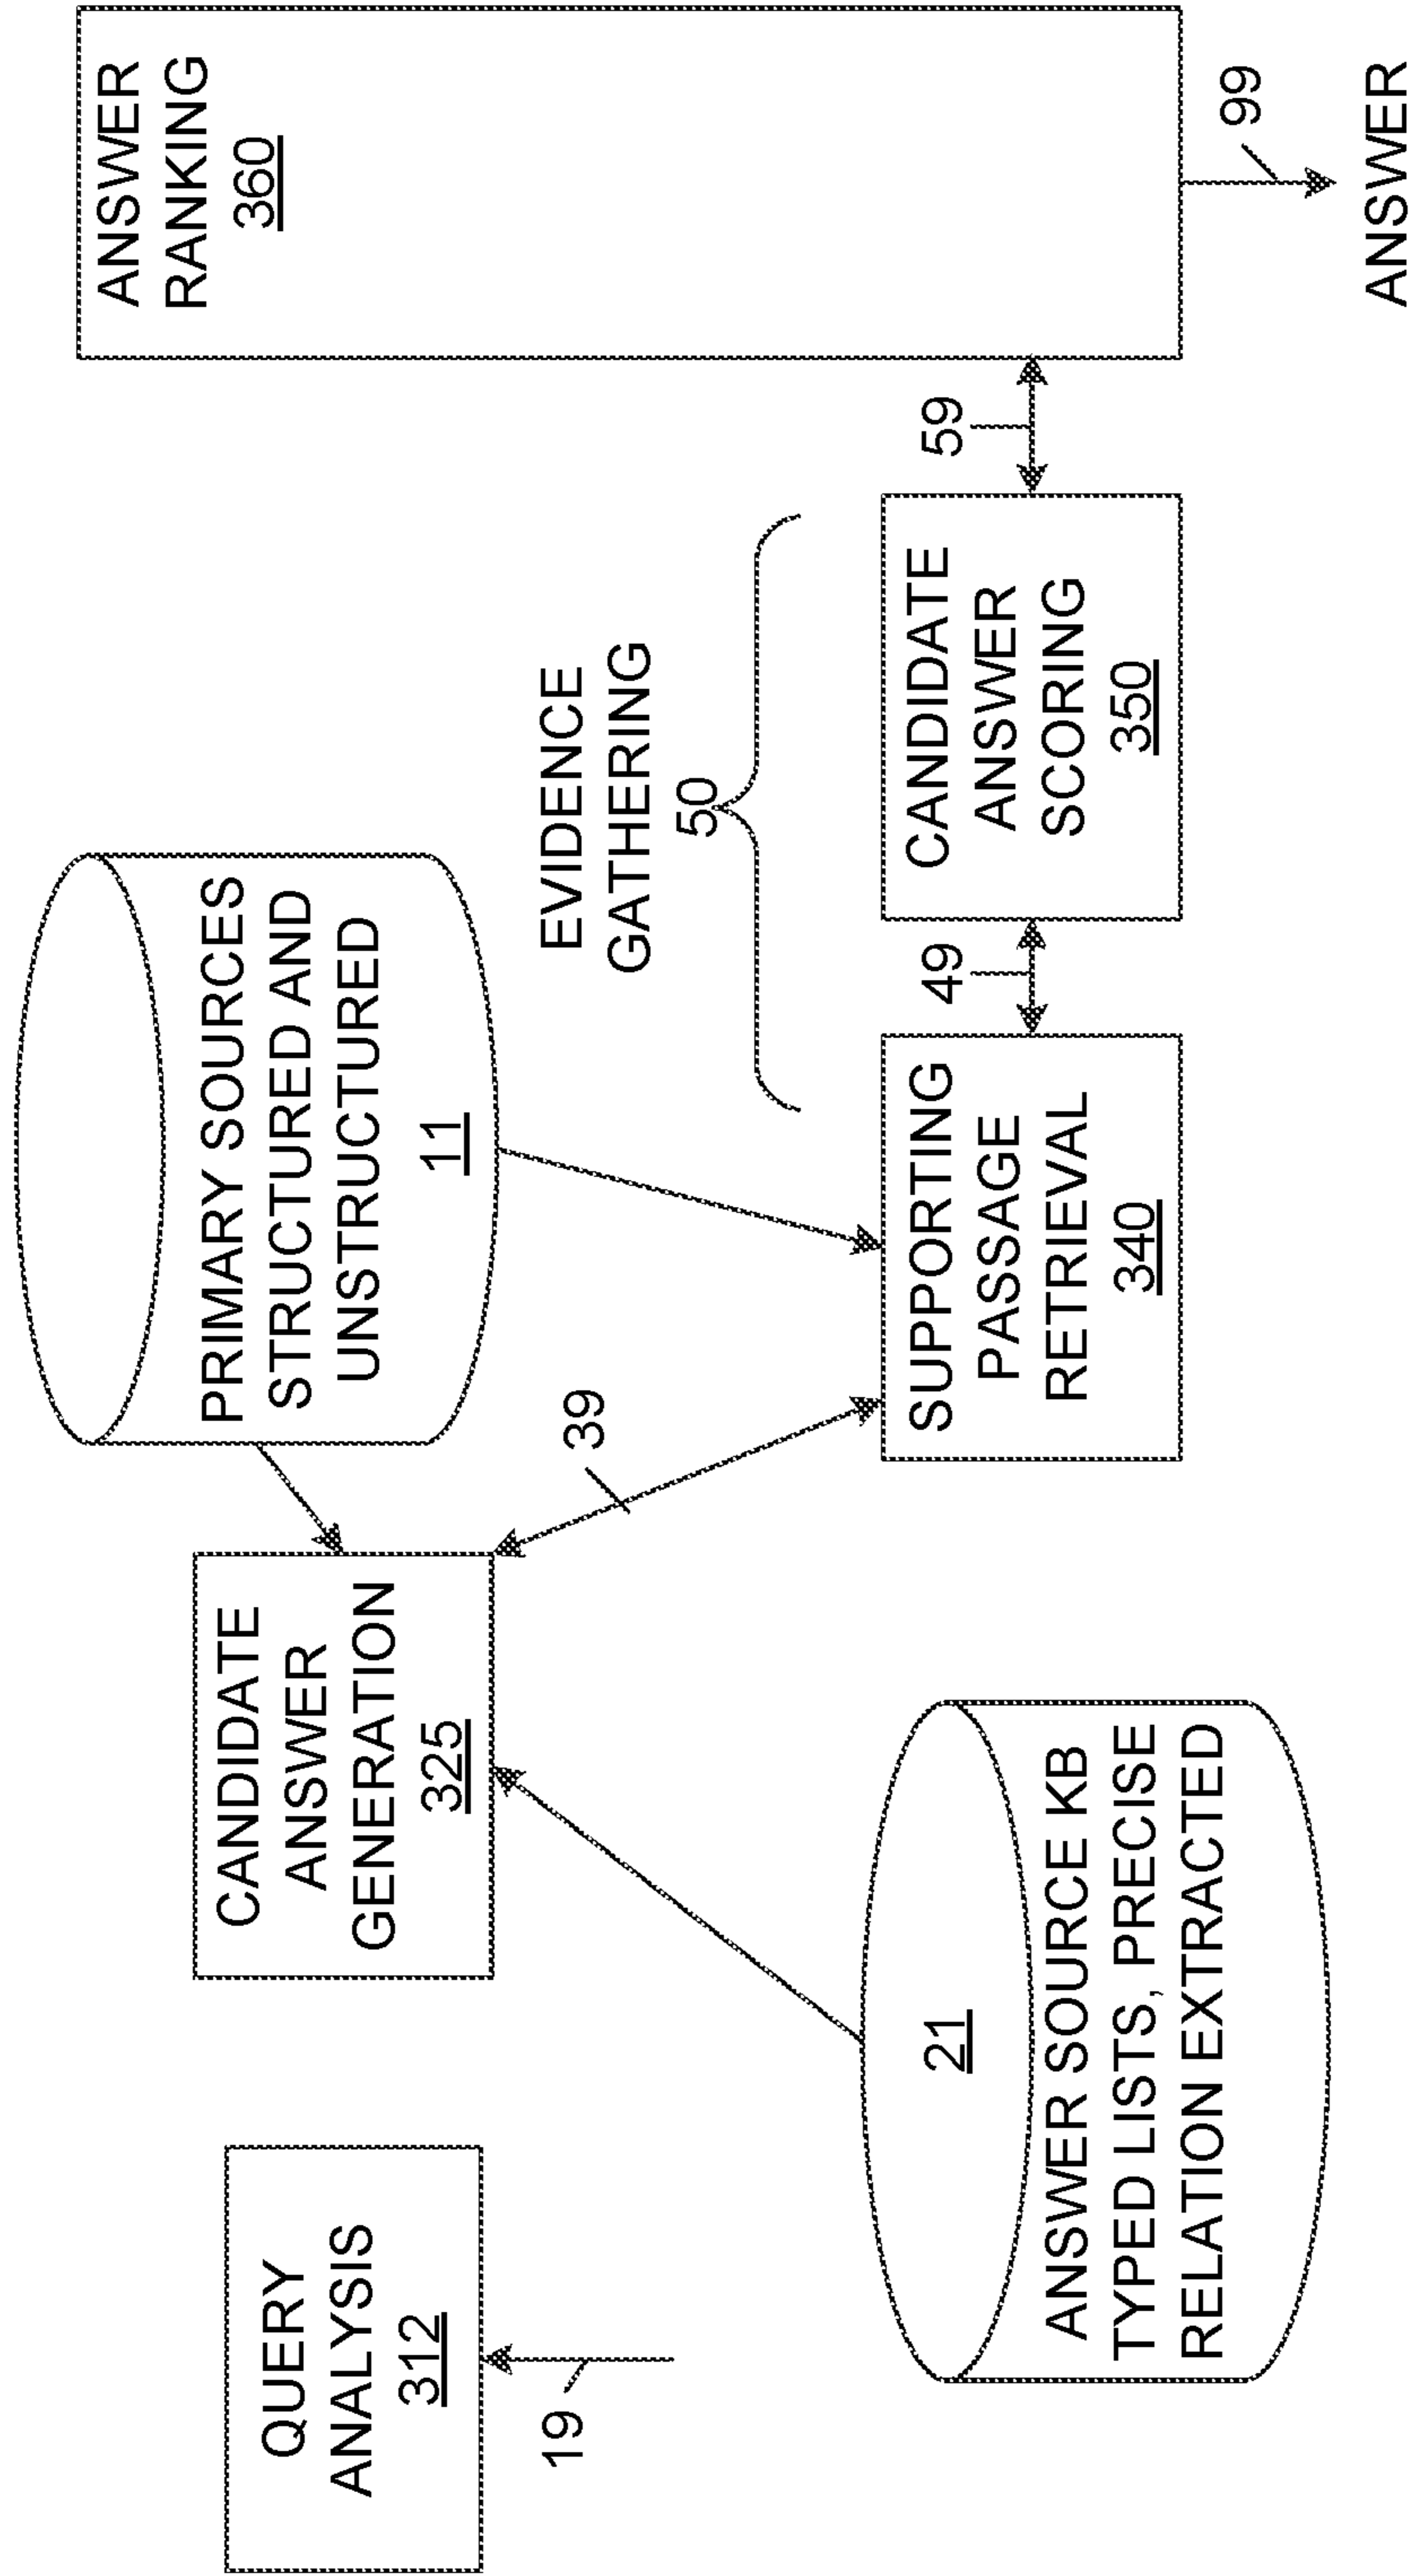 QUERY
ANALYSIS
312
19
CANDIDATE
ANSWER
GENERATION
325
21
ANSWER SOURCE KB
TYPED LISTS, PRECISE
RELATION EXTRACTED
PRIMARY SOURCES
STRUCTURED AND
UNSTRUCTURED
11
39
SUPPORTING
PASSAGE
RETRIEVAL
340
49
EVIDENCE
GATHERING
50
CANDIDATE
ANSWER
SCORING
350
59
ANSWER
RANKING
360
99
ANSWER